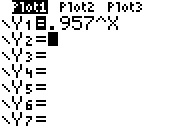 Plot1 Plot2 Plot3
\Y₁=.957^X
\Y₂=
\Y₃=
\Y₄=
\Y₅=
\Y₆=
\Y₇=